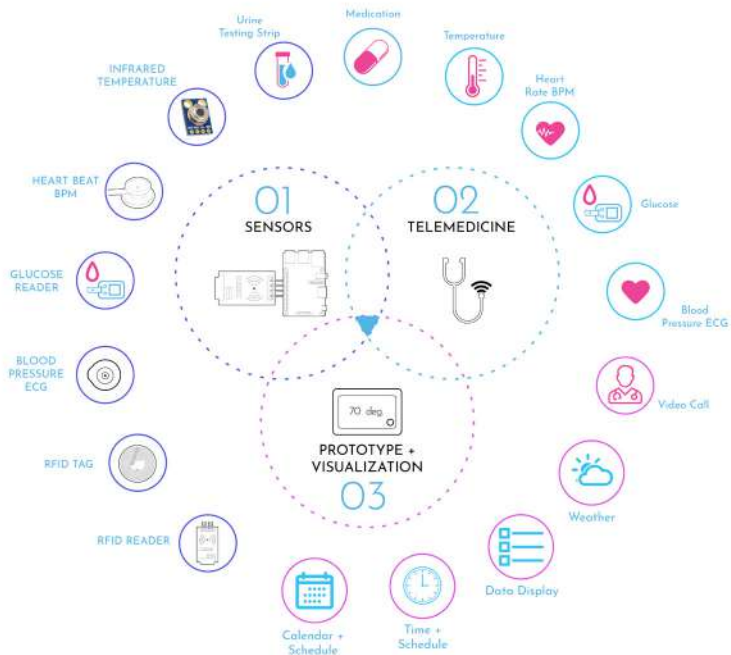 Urine
Testing Strip
Medication
Temperature
Heart
Rate BPM
INFRARED
TEMPERATURE
HEART BEAT
BPM
01
SENSORS
02
TELEMEDICINE
Glucose
GLUCOSE
READER
Blood
Pressure ECG
BLOOD
PRESSURE
ECG
70 deg
PROTOTYPE +
VISUALIZATION
03
Video Call
RFID TAG
Weather
RFID READER
Data Display
Calendar +
Schedule
Time +
Schedule